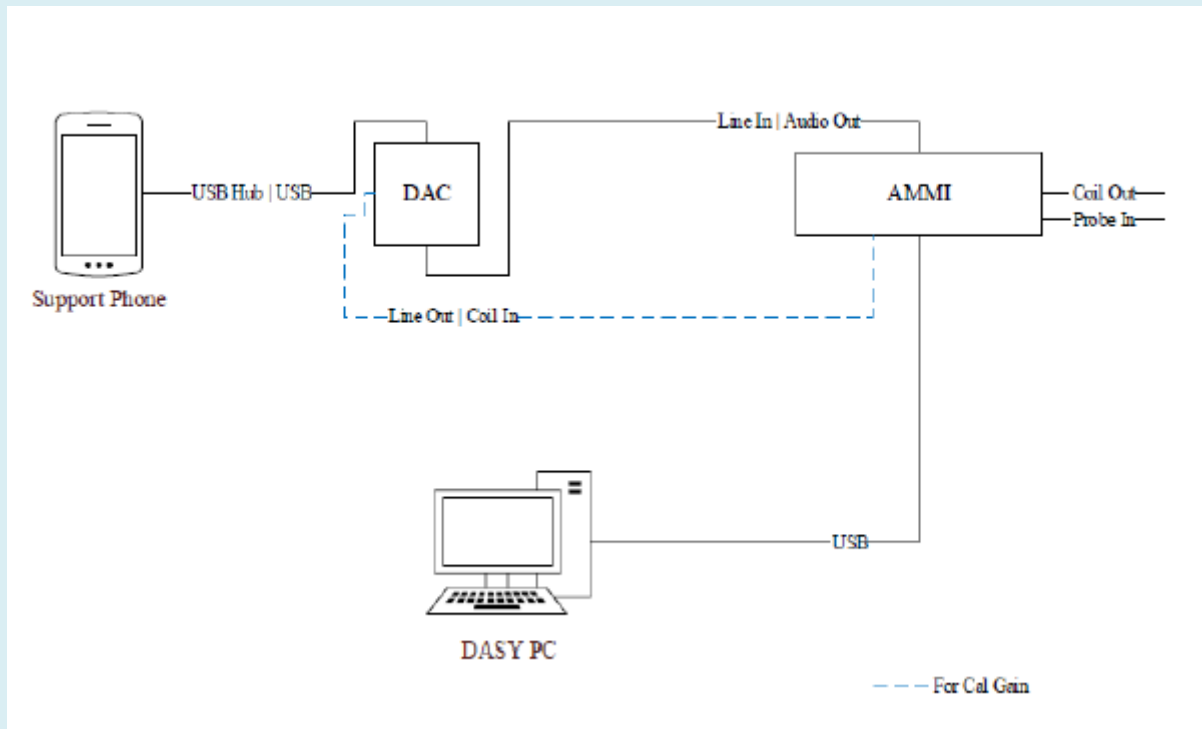 Line In | Audio Out
USB Hub | USB
DAC
AMMI
Coil Out
Probe In
Support Phone
Line Out | Coil In
USB
DASY PC
For Cal Gain